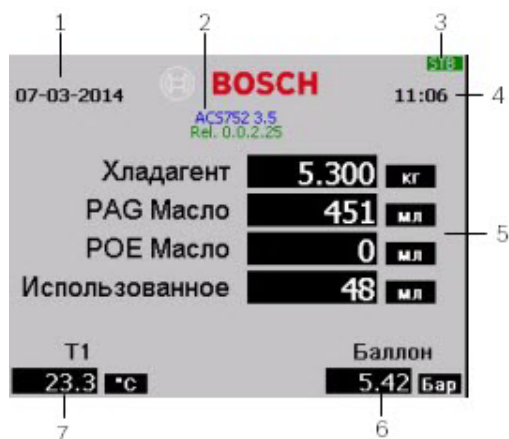 1 2 3
STB
07-03-2014 BOSCH 11:06 4
ACS752 3.5
Rel. 0.0.2.25
Хладагент 5.300 кг
PAG Масло 451 мл
5
POE Масло 0 мл
Использованное 48 мл
T1 Баллон
23.3 °C 5.42 Бар
7 6